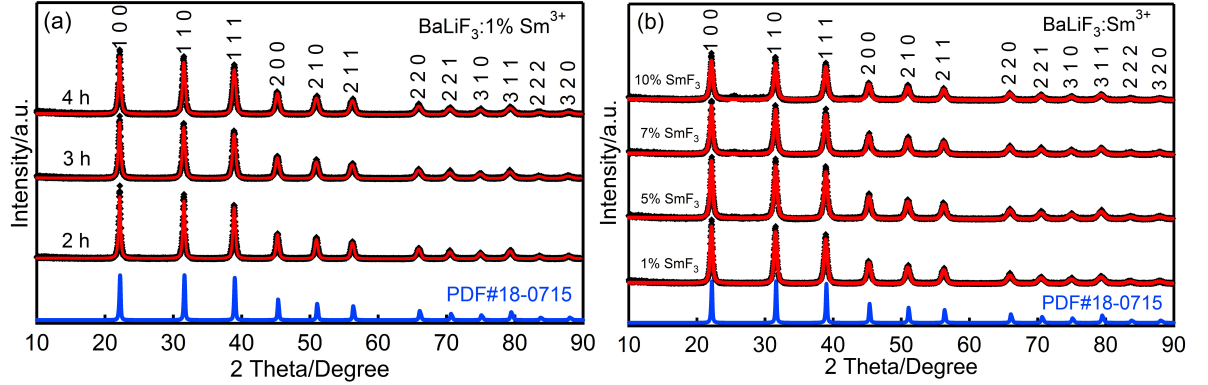 (a)
BaLiF3:1% Sm3+
1 0 0
1 1 0
1 1 1
2 0 0
2 1 0
2 1 1
2 2 0
2 2 1
3 1 0
3 1 1
2 2 2
3 2 0
4 h
3 h
2 h
PDF#18-0715
Intensity/a.u.
10 20 30 40 50 60 70 80 90
2 Theta/Degree
(b)
BaLiF3:Sm3+
1 0 0
1 1 0
1 1 1
2 0 0
2 1 0
2 1 1
2 2 0
2 2 1
3 1 0
3 1 1
2 2 2
3 2 0
10% SmF3
7% SmF3
5% SmF3
1% SmF3
PDF#18-0715
Intensity/a.u.
10 20 30 40 50 60 70 80 90
2 Theta/Degree